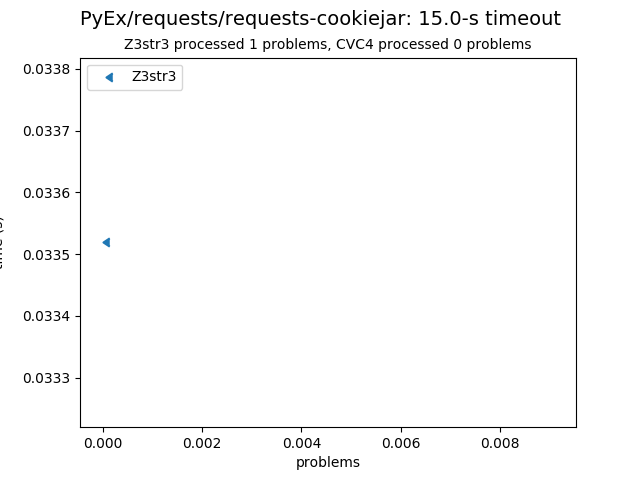 PyEx/requests/requests-cookiejar: 15.0-s timeout
Z3str3 processed 1 problems, CVC4 processed 0 problems
Z3str3
0.0338
0.0337
0.0336
0.0335
0.0334
0.0333
time (s)
0.000 0.002 0.004 0.006 0.008
problems